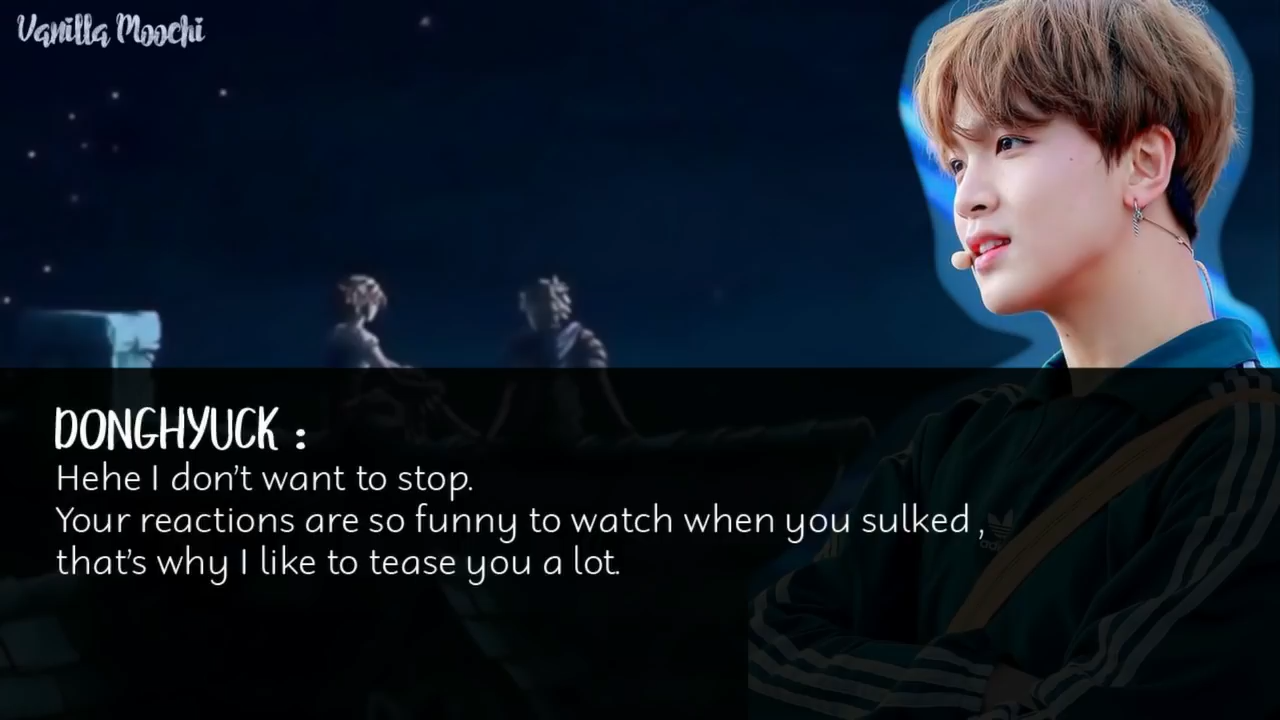 Vanilla Moochi
DONGHYUCK :
Hehe I don't want to stop.
Your reactions are so funny to watch when you sulked,
that's why I like to tease you a lot.
adidas